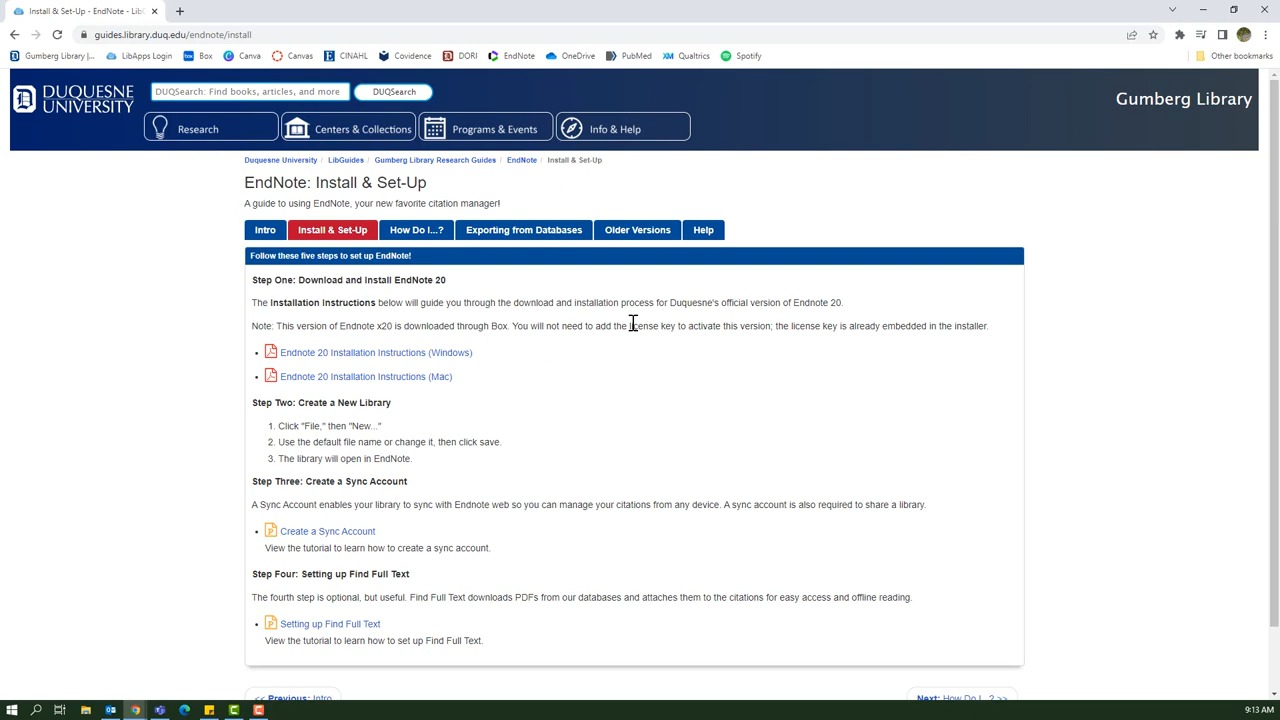 Install & Set-Up - EndNote - Lib
guides.library.duq.edu/endnote/install
Gumberg Library |... LibApps Login Box Canva Canvas CINAHL Covidence DORI EndNote OneDrive PubMed Qualtrics Spotify Other bookmarks
DUQUESNE UNIVERSITY
DUQSearch: Find books, articles, and more DUQSearch
Gumberg Library
Research Centers & Collections Programs & Events Info & Help
Duquesne University / LibGuides / Gumberg Library Research Guides / EndNote / Install & Set-Up
EndNote: Install & Set-Up
A guide to using EndNote, your new favorite citation manager!
Intro Install & Set-Up How Do I...? Exporting from Databases Older Versions Help
Follow these five steps to set up EndNote!
Step One: Download and Install EndNote 20
The Installation Instructions below will guide you through the download and installation process for Duquesne's official version of Endnote 20.
Note: This version of Endnote x20 is downloaded through Box. You will not need to add the license key to activate this version; the license key is already embedded in the installer.
• Endnote 20 Installation Instructions (Windows)
• Endnote 20 Installation Instructions (Mac)
Step Two: Create a New Library
1. Click "File," then "New..."
2. Use the default file name or change it, then click save.
3. The library will open in EndNote.
Step Three: Create a Sync Account
A Sync Account enables your library to sync with Endnote web so you can manage your citations from any device. A sync account is also required to share a library.
• Create a Sync Account
View the tutorial to learn how to create a sync account.
Step Four: Setting up Find Full Text
The fourth step is optional, but useful. Find Full Text downloads PDFs from our databases and attaches them to the citations for easy access and offline reading.
• Setting up Find Full Text
View the tutorial to learn how to set up Find Full Text.
<< Previous: Intro Next: How Do I...? >>
9:13 AM